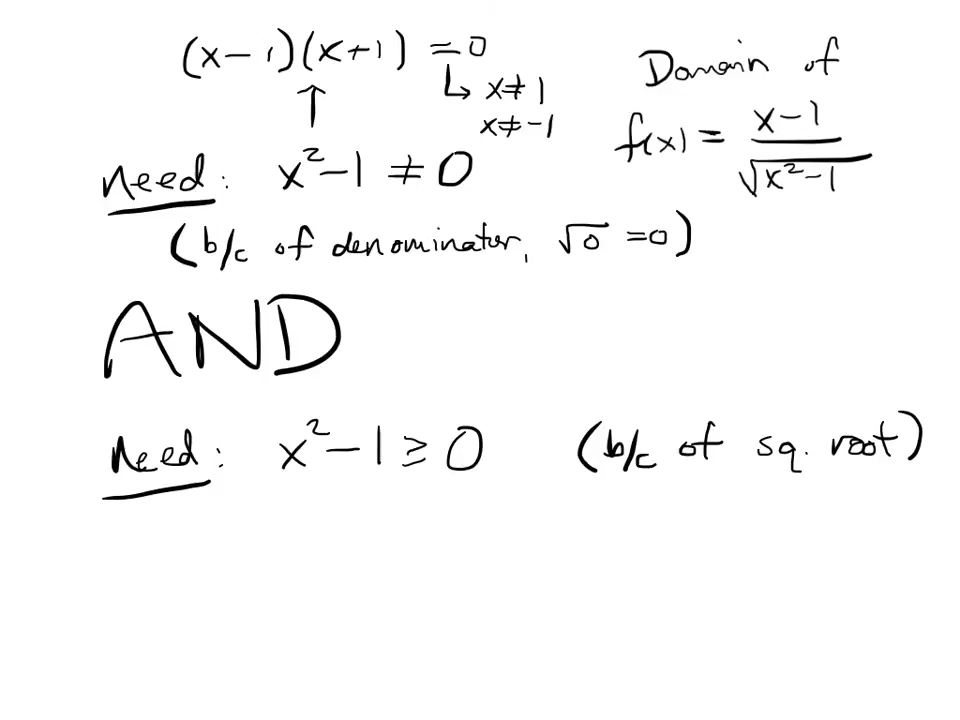 (x-1)(x+1) = 0
↑
↳ x≠1
x≠-1
Domain of
f(x) = x-1 / √x²-1
need: x²-1 ≠ 0
(b/c of denominator, √0 = 0)
AND
need: x²-1 ≥ 0 (b/c of sq. root)